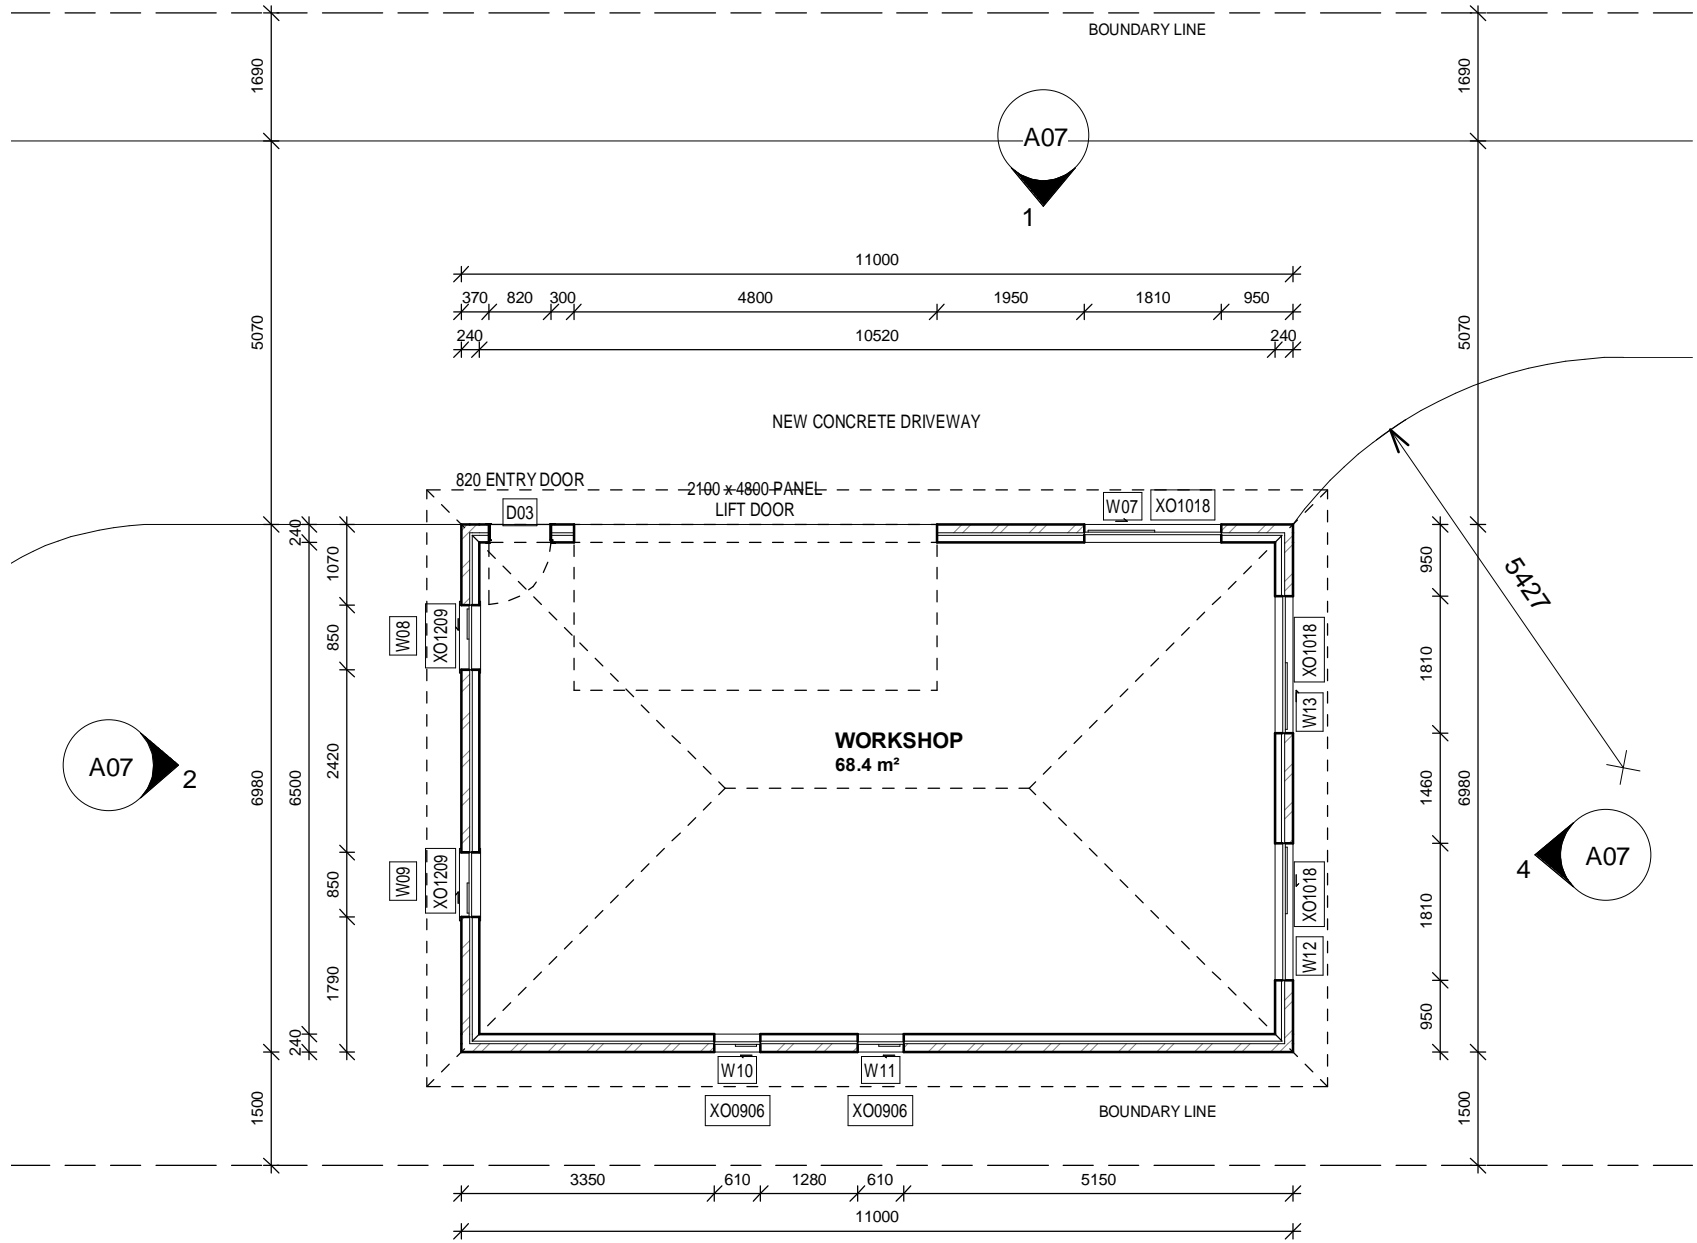 BOUNDARY LINE
1690
1690
A07
1
11000
370 820 300 4800 1950 1810 950
240 10520 240
5070
5070
NEW CONCRETE DRIVEWAY
820 ENTRY DOOR
2100 x 4800 PANEL
LIFT DOOR
D03
W07 XO1018
240
1070
950
5427
W08 XO1209
850
XO1018
1810
W13
WORKSHOP
68.4 m²
A07
2
6980
6500
2420
1460
6980
W09 XO1209
850
XO1018
1810
W12
4
A07
1790
950
240
W10
W11
XO0906
XO0906
BOUNDARY LINE
1500
1500
3350 610 1280 610 5150
11000